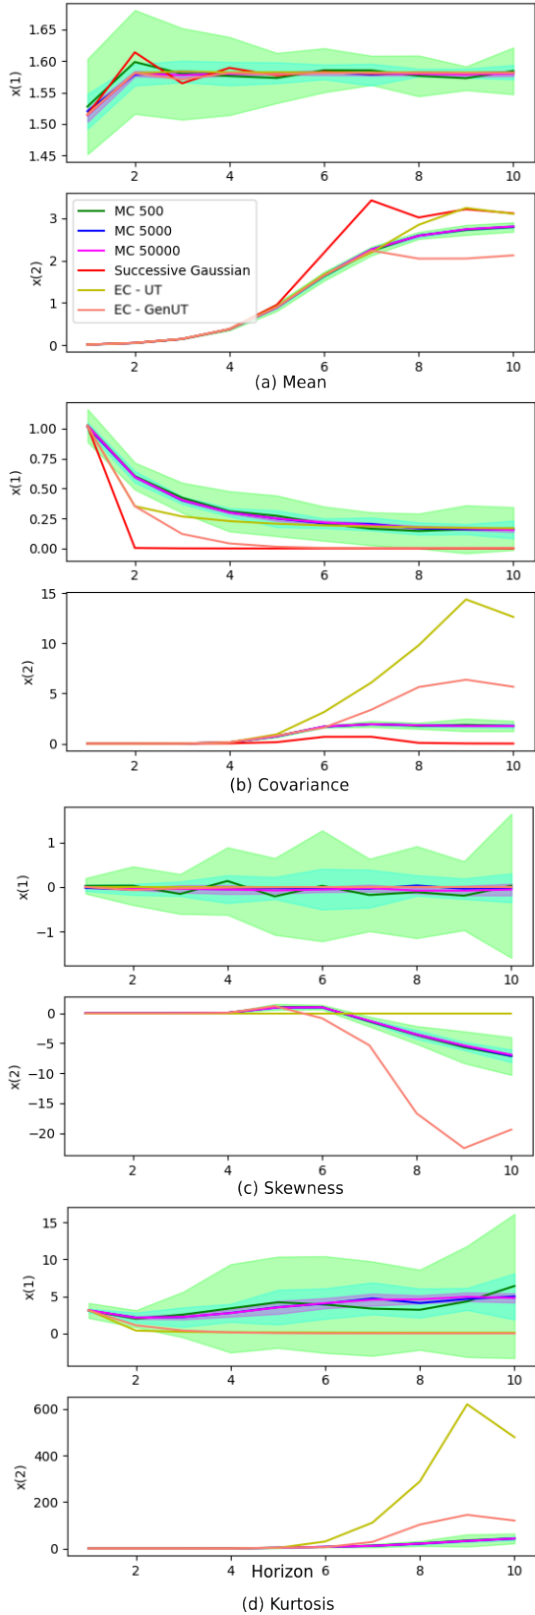 1.65
1.60
1.55
1.50
1.45
x(1)
2 4 6 8 10
3
2
1
0
x(2)
MC 500
MC 5000
MC 50000
Successive Gaussian
EC - UT
EC - GenUT
2 4 6 8 10
(a) Mean
1.00
0.75
0.50
0.25
0.00
x(1)
2 4 6 8 10
15
10
5
0
x(2)
2 4 6 8 10
(b) Covariance
1
0
−1
x(1)
2 4 6 8 10
0
−5
−10
−15
−20
x(2)
2 4 6 8 10
(c) Skewness
15
10
5
0
x(1)
2 4 6 8 10
600
400
200
0
x(2)
2 4 6 8 10
Horizon
(d) Kurtosis